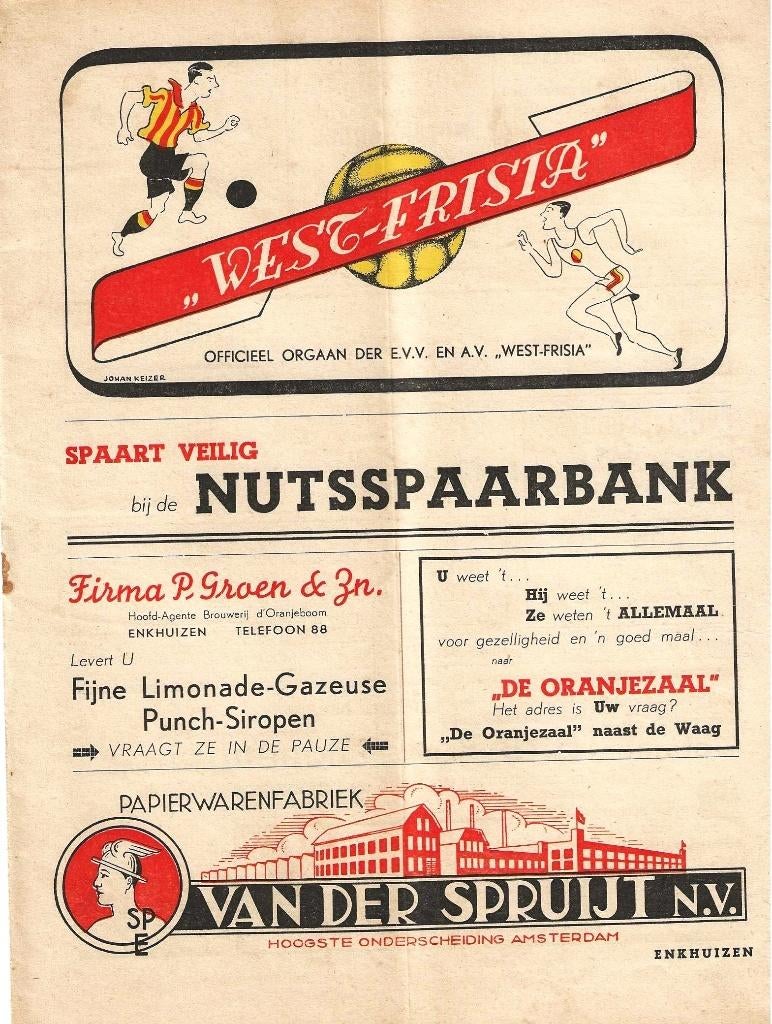 „WEST-FRISIA”
OFFICIEEL ORGAAN DER E.V.V. EN A.V. „WEST-FRISIA”
JOHAN KEIZER
SPAART VEILIG
bij de NUTSSPAARBANK
Firma P. Groen & Zn.
Hoofd-Agente Brouwerij d'Oranjeboom
ENKHUIZEN TELEFOON 88
Levert U
Fijne Limonade-Gazeuse
Punch-Siropen
VRAAGT ZE IN DE PAUZE
U weet 't...
Hij weet 't...
Ze weten 't ALLEMAAL
voor gezelligheid en 'n goed maal...
naar
„DE ORANJEZAAL”
Het adres is Uw vraag?
„De Oranjezaal” naast de Waag
PAPIERWARENFABRIEK
SPE
VAN DER SPRUIJT N.V.
HOOGSTE ONDERSCHEIDING AMSTERDAM
ENKHUIZEN